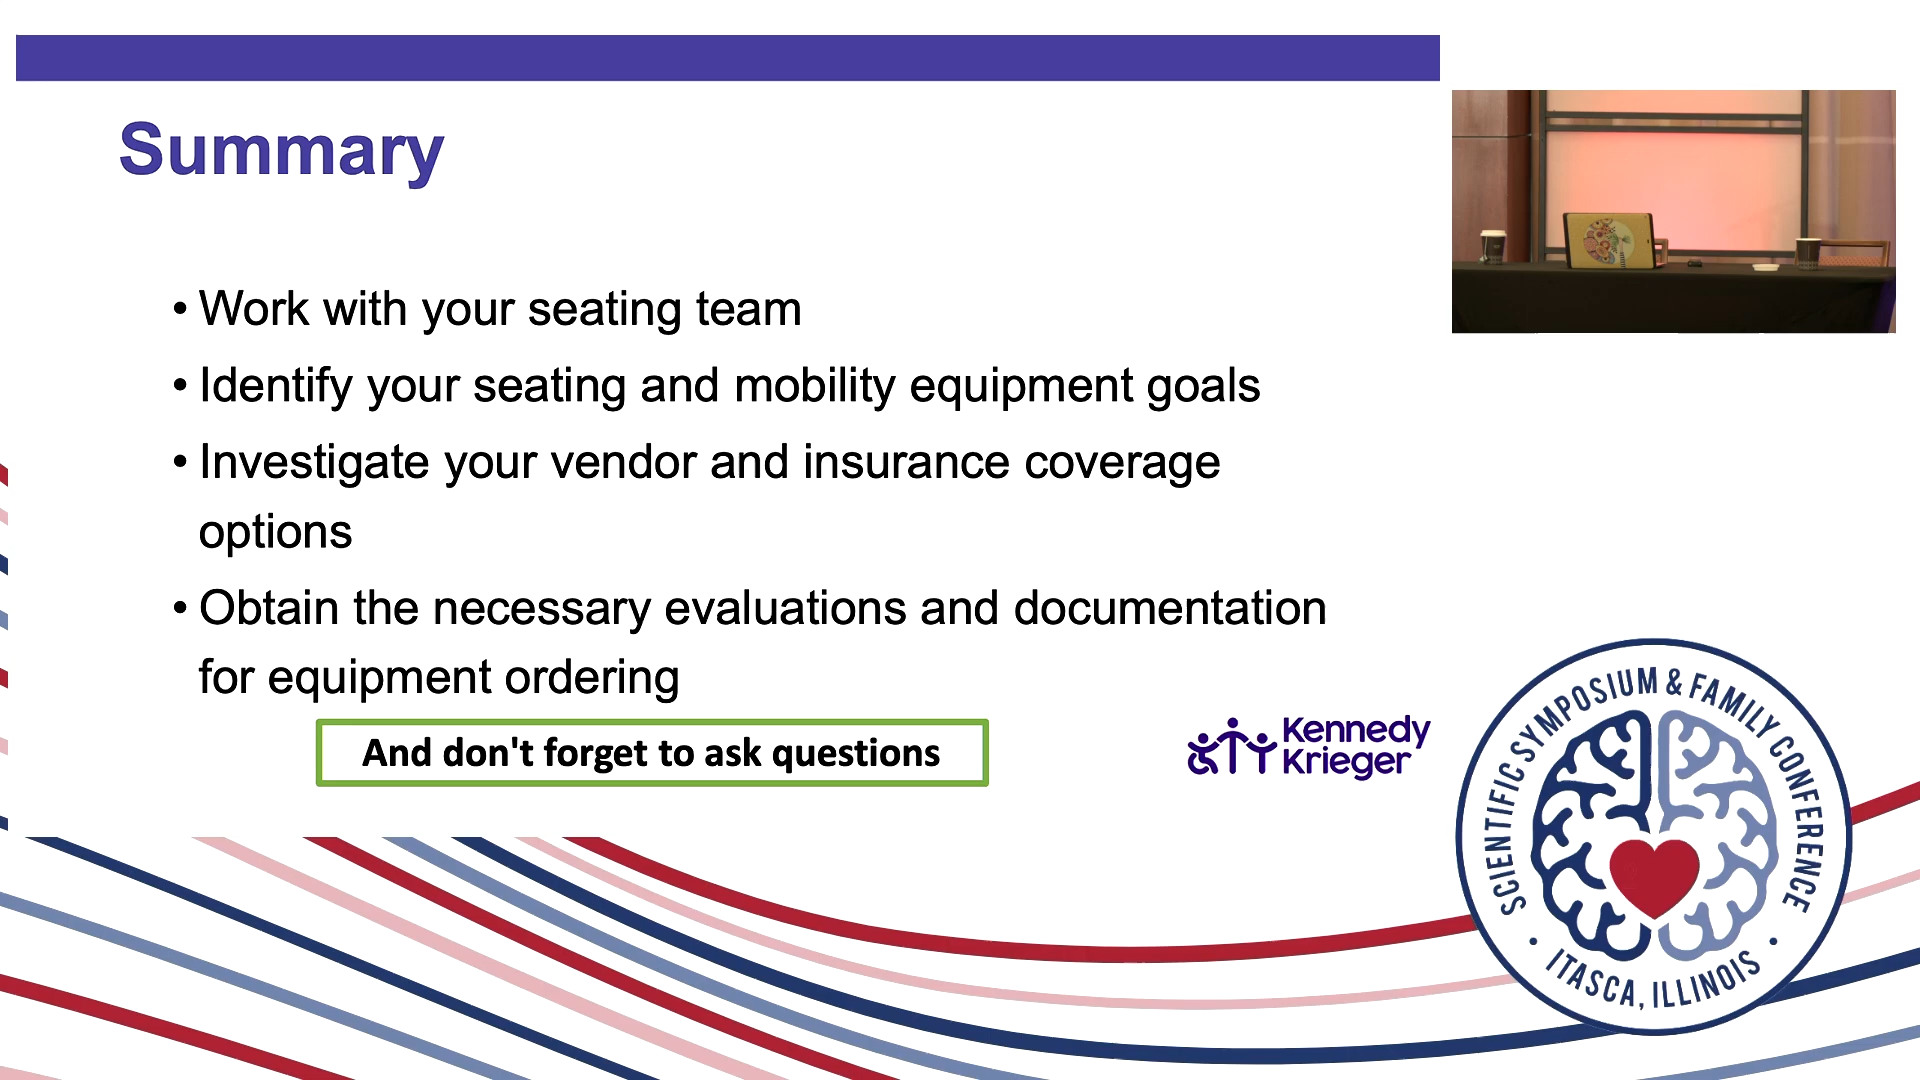 Summary
• Work with your seating team
• Identify your seating and mobility equipment goals
• Investigate your vendor and insurance coverage
options
• Obtain the necessary evaluations and documentation
for equipment ordering
And don't forget to ask questions
Kennedy
Krieger
SCIENTIFIC SYMPOSIUM & FAMILY CONFERENCE
• ITASCA, ILLINOIS •